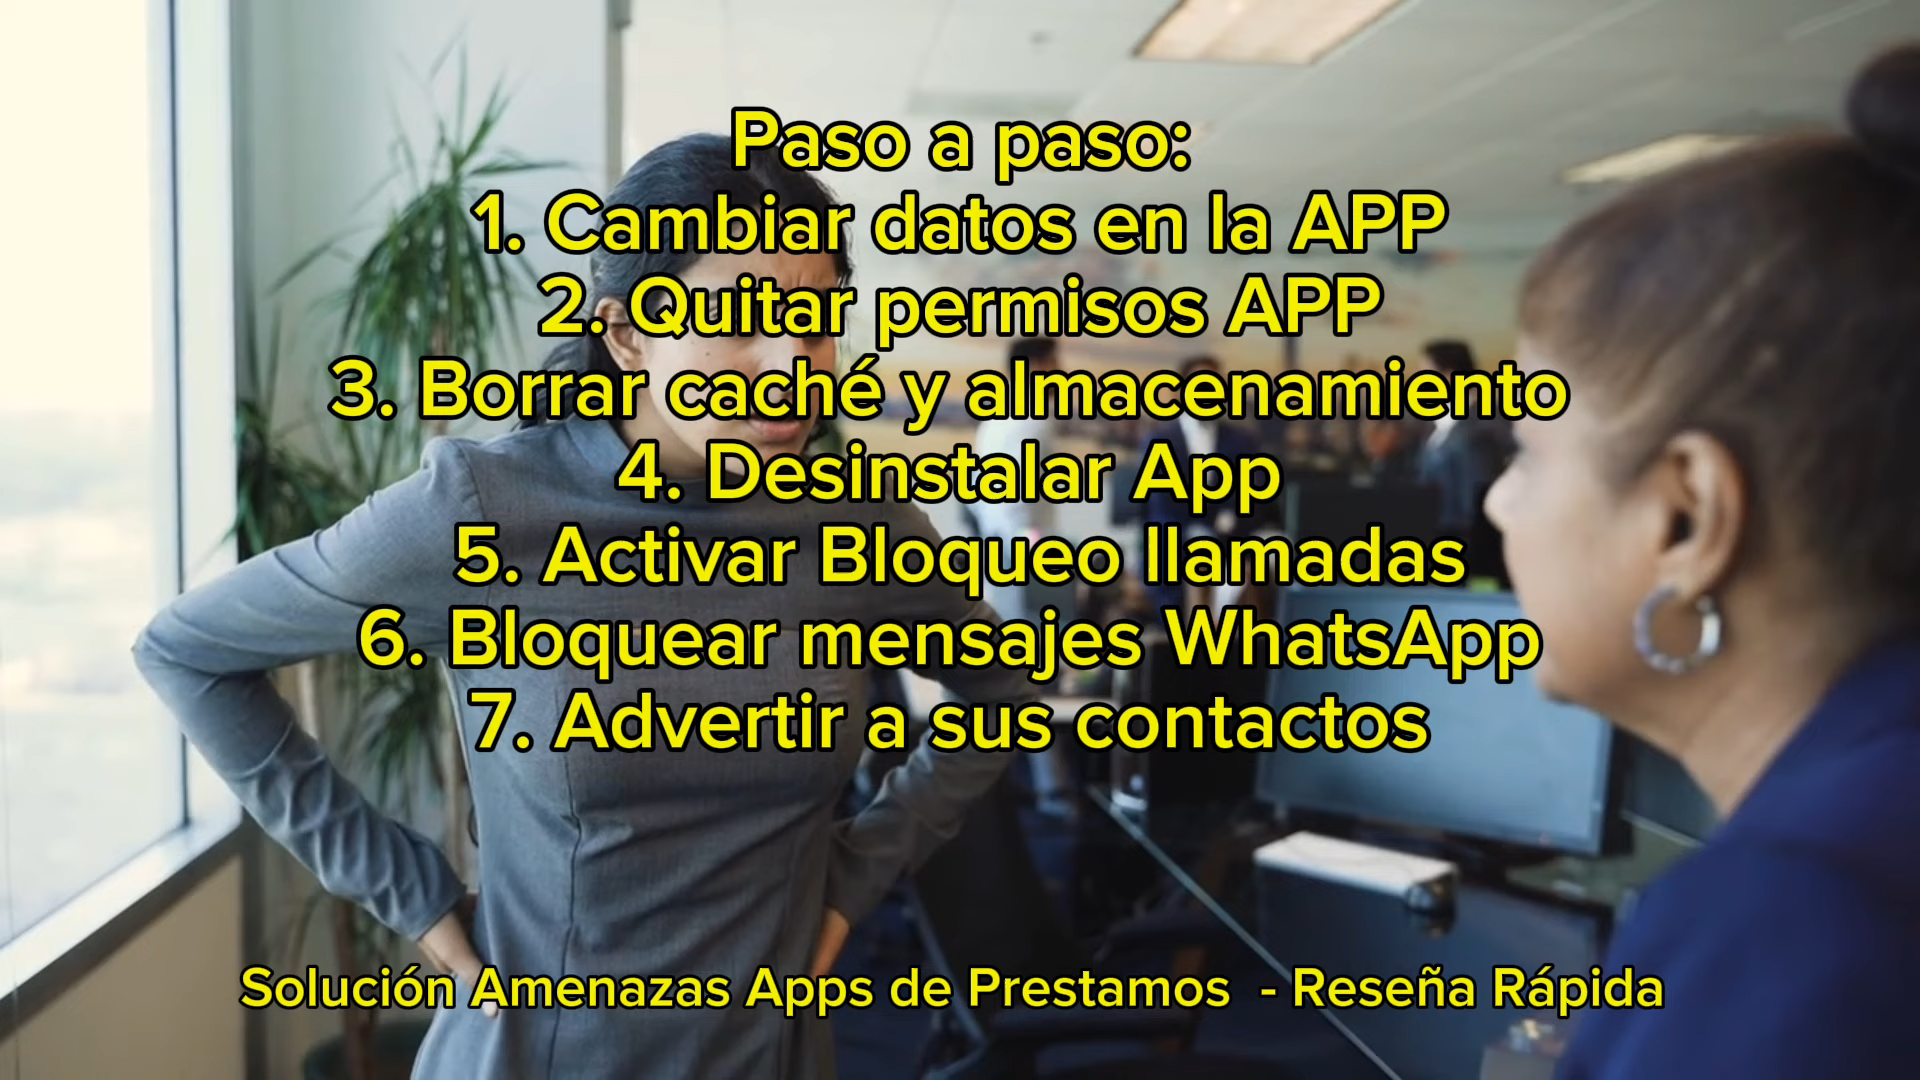 Paso a paso:
1. Cambiar datos en la APP
2. Quitar permisos APP
3. Borrar caché y almacenamiento
4. Desinstalar App
5. Activar Bloqueo llamadas
6. Bloquear mensajes WhatsApp
7. Advertir a sus contactos
Solución Amenazas Apps de Prestamos - Reseña Rápida